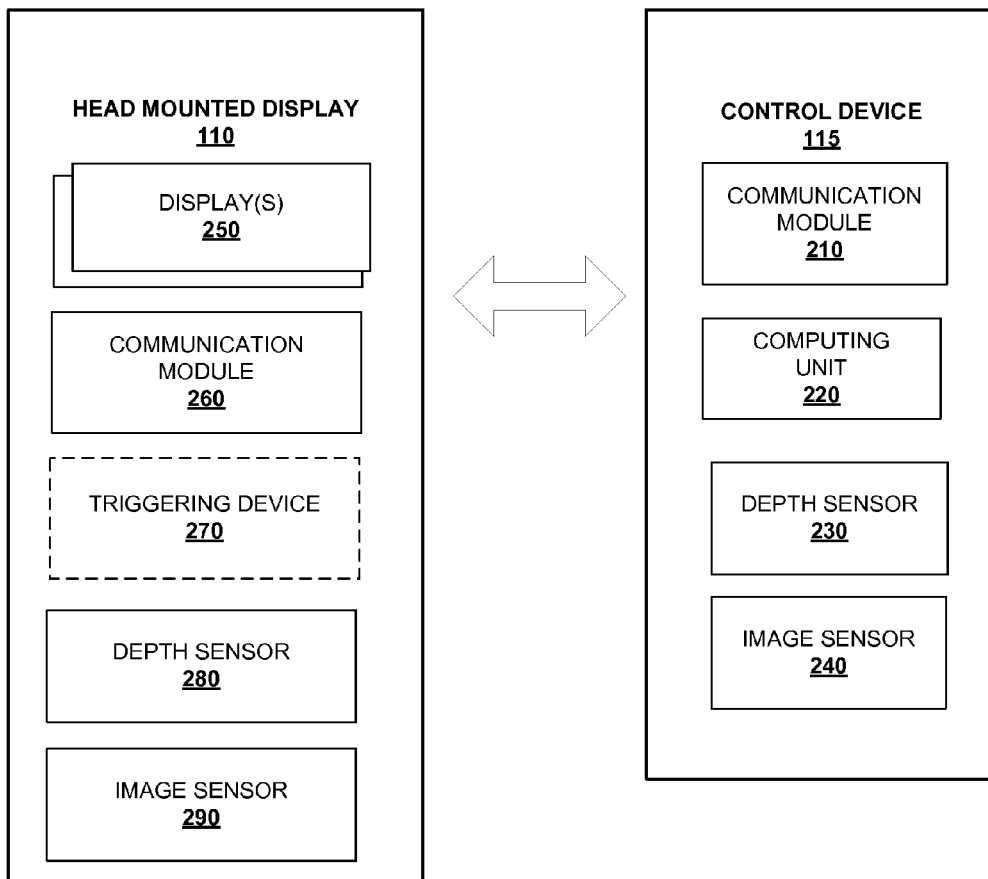 HEAD MOUNTED DISPLAY
110
DISPLAY(S)
250
COMMUNICATION
MODULE
260
TRIGGERING DEVICE
270
DEPTH SENSOR
280
IMAGE SENSOR
290
CONTROL DEVICE
115
COMMUNICATION
MODULE
210
COMPUTING
UNIT
220
DEPTH SENSOR
230
IMAGE SENSOR
240